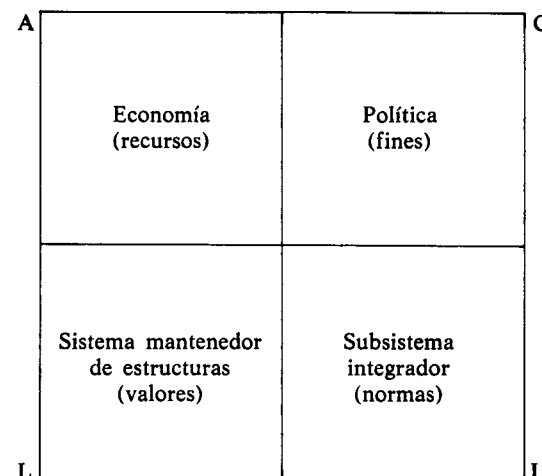 A G
Economía
(recursos)
Política
(fines)
Sistema mantenedor
de estructuras
(valores)
Subsistema
integrador
(normas)
L I